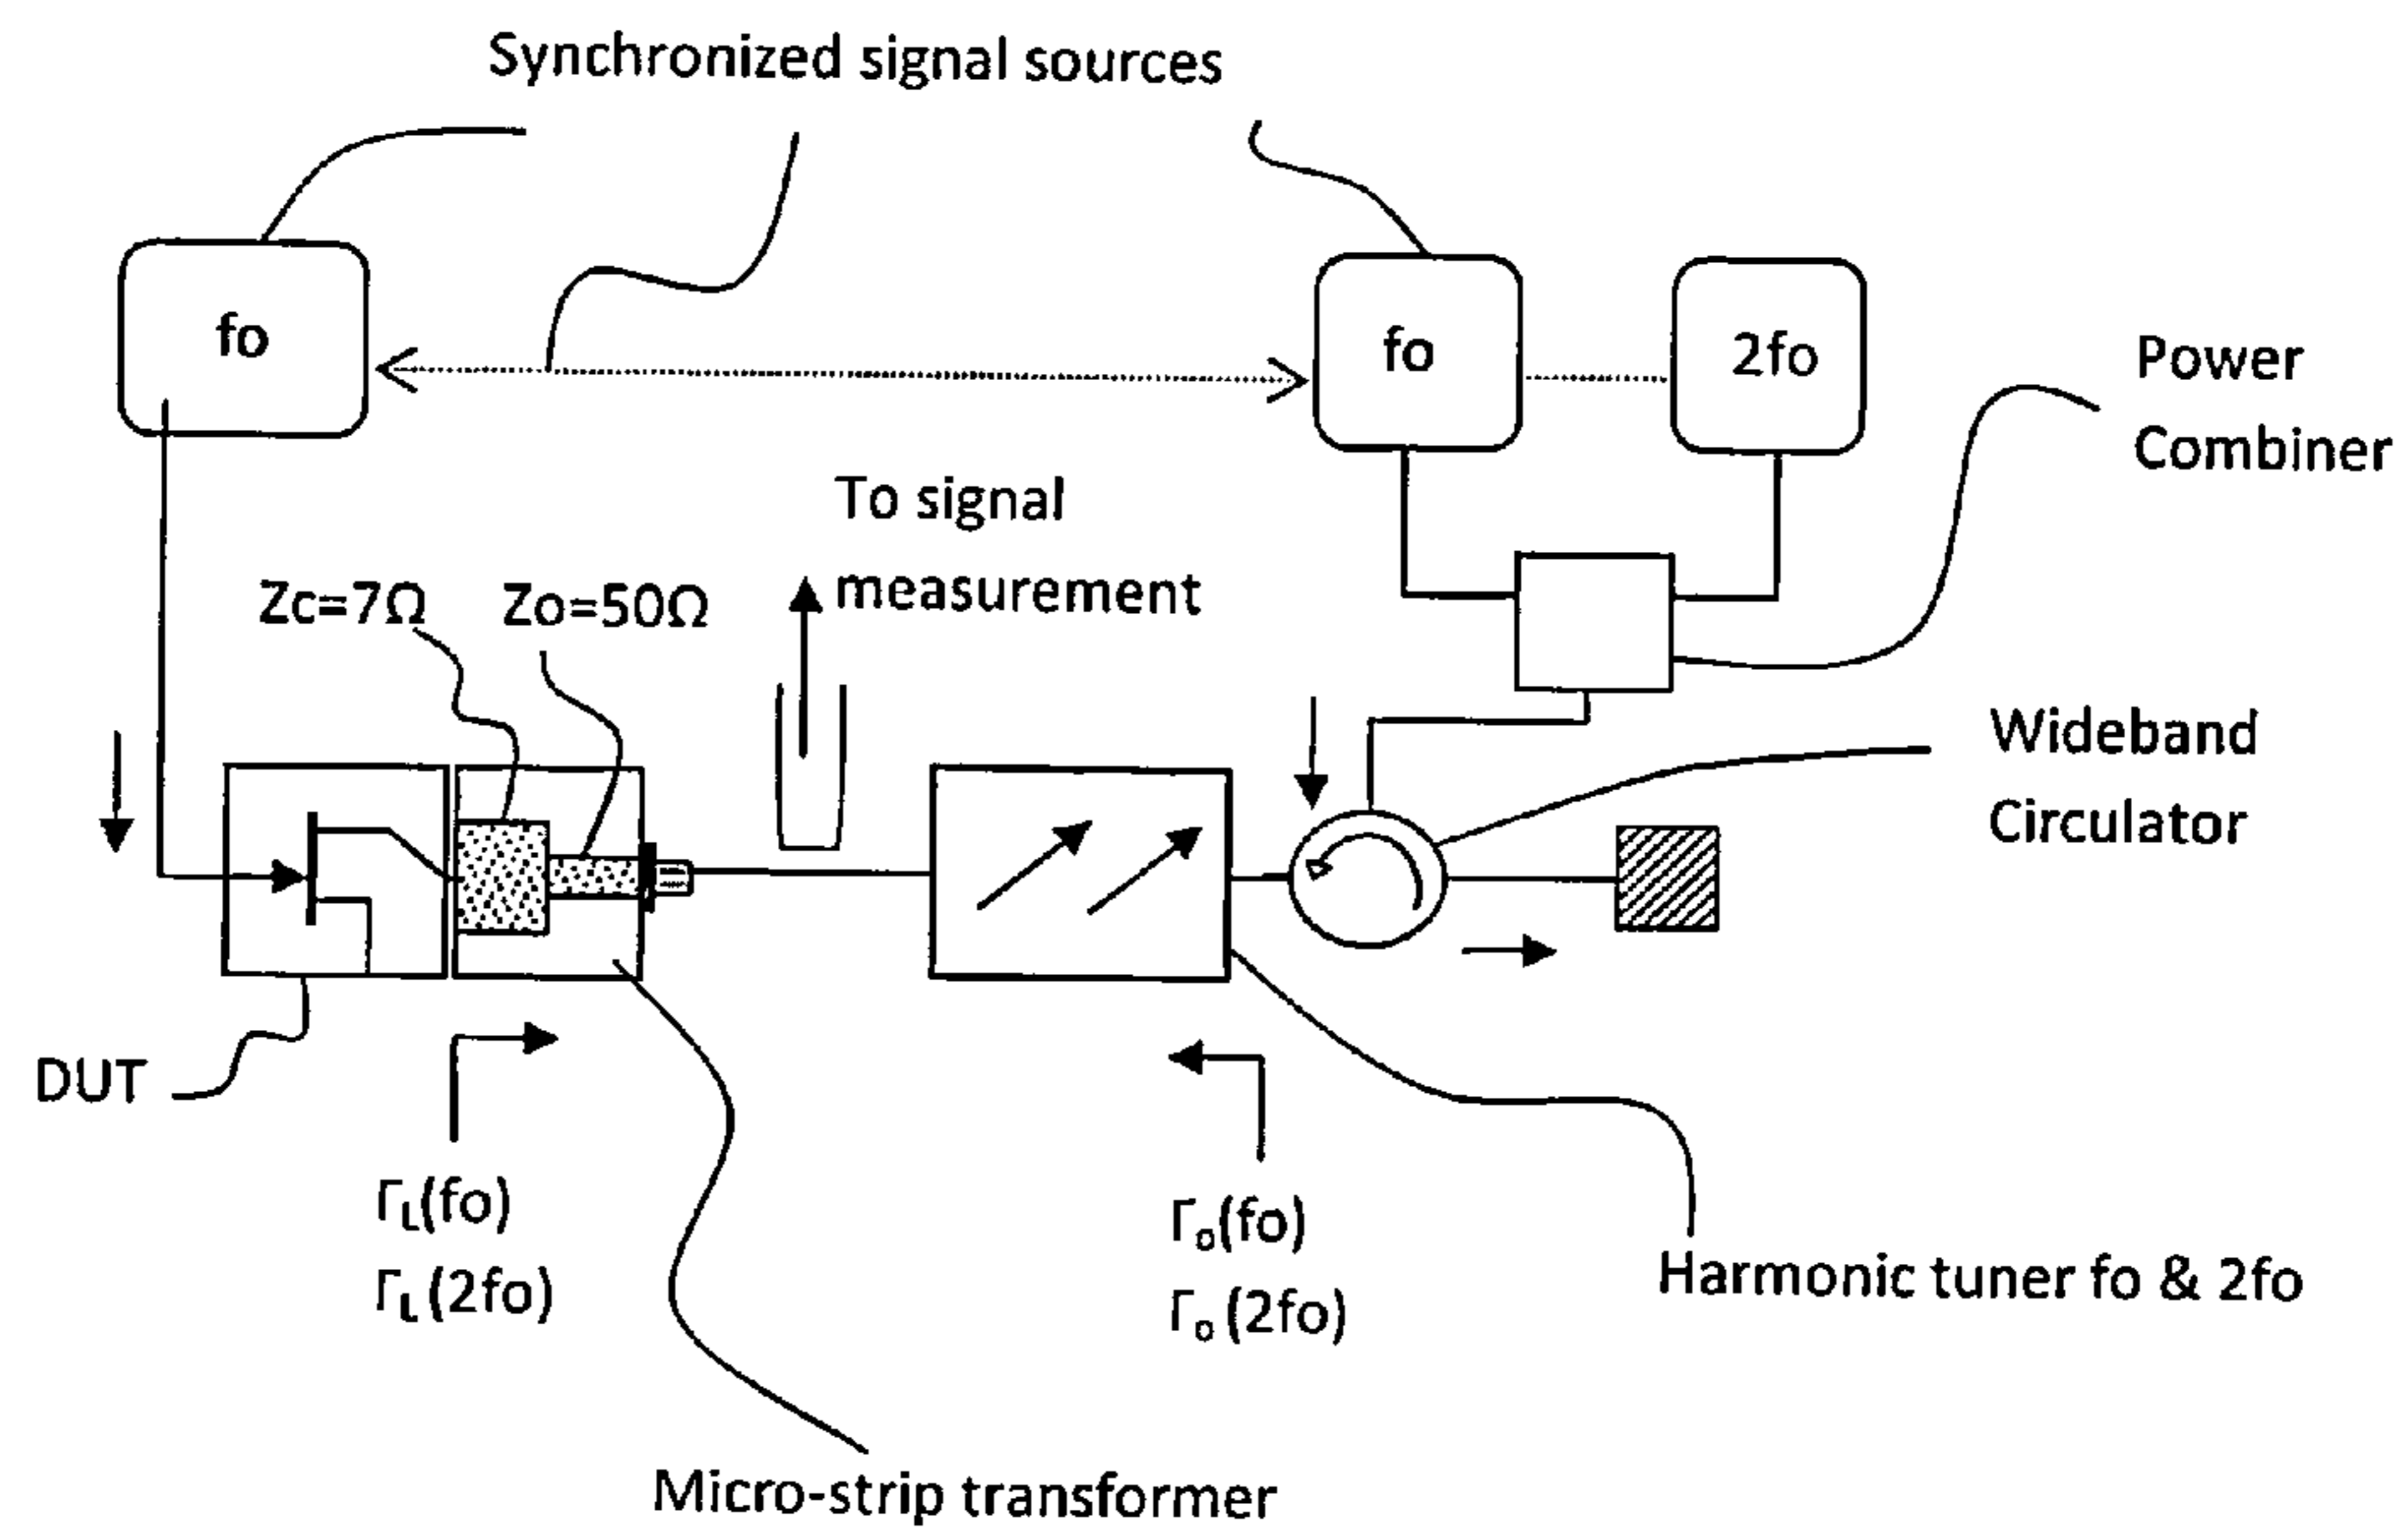 Synchronized signal sources
fo
fo
2fo
Power
Combiner
To signal
measurement
Zc=7Ω
Zo=50Ω
Wideband
Circulator
DUT
ΓL(fo)
ΓL(2fo)
Γo(fo)
Γo(2fo)
Harmonic tuner fo & 2fo
Micro-strip transformer